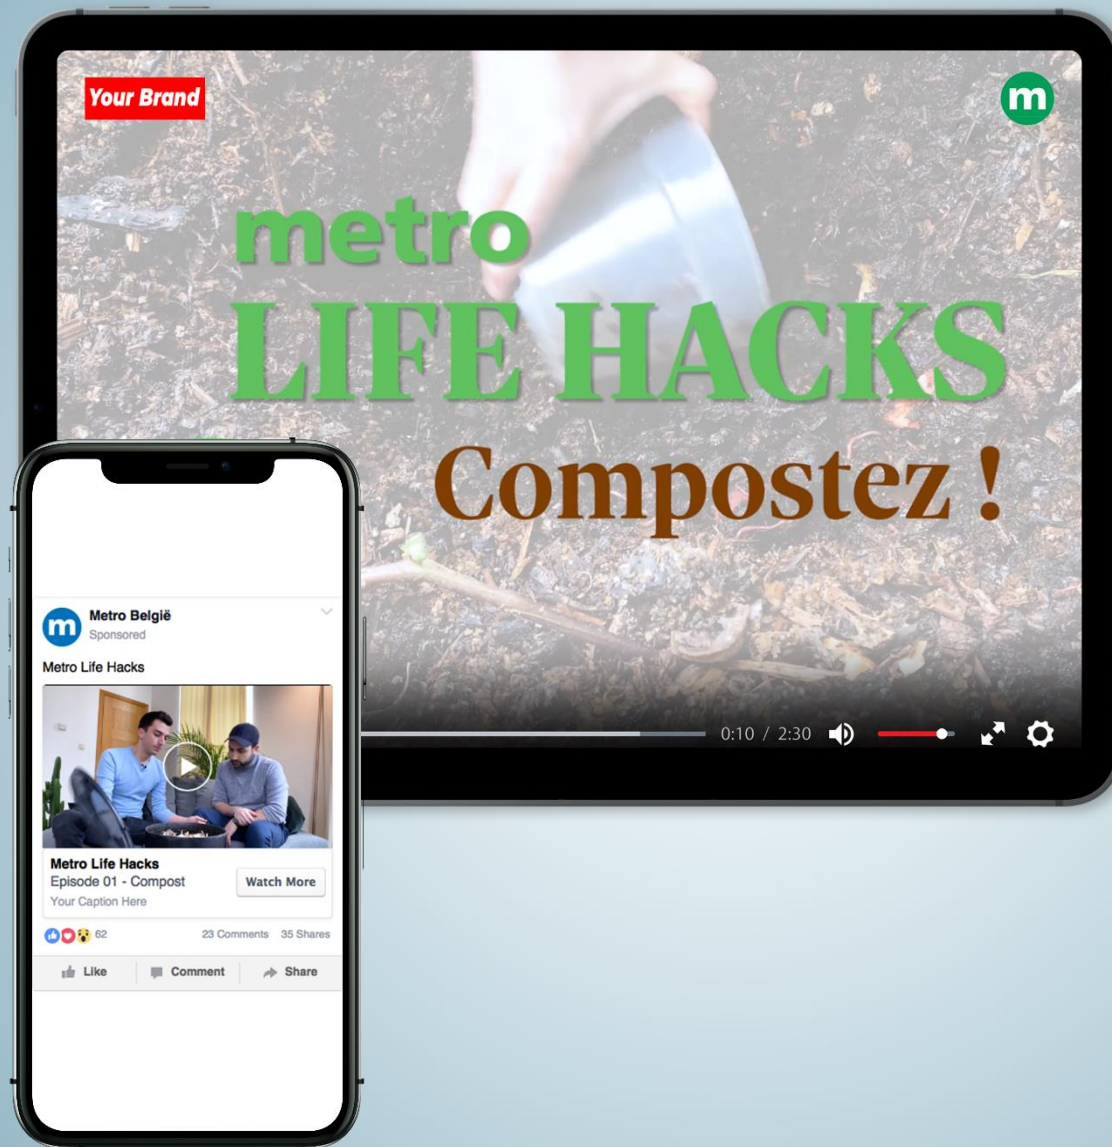 Your Brand
m
metro
LIFE HACKS
Compostez !
0:10 / 2:30
m
Metro België
Sponsored
Metro Life Hacks
Metro Life Hacks
Episode 01 - Compost
Watch More
Your Caption Here
62
23 Comments 35 Shares
Like Comment Share